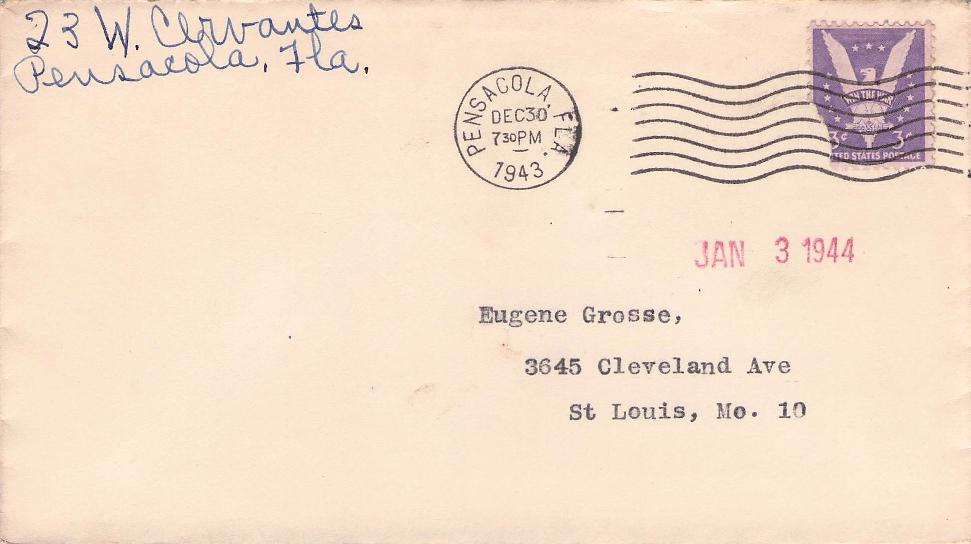 23 W. Cervantes
Pensacola, Fla.
PENSACOLA, FLA.
DEC 30
7 30 PM
1943
WIN THE WAR
3¢ 3¢
UNITED STATES POSTAGE
JAN 3 1944
Eugene Grosse,
3645 Cleveland Ave
St Louis, Mo. 10